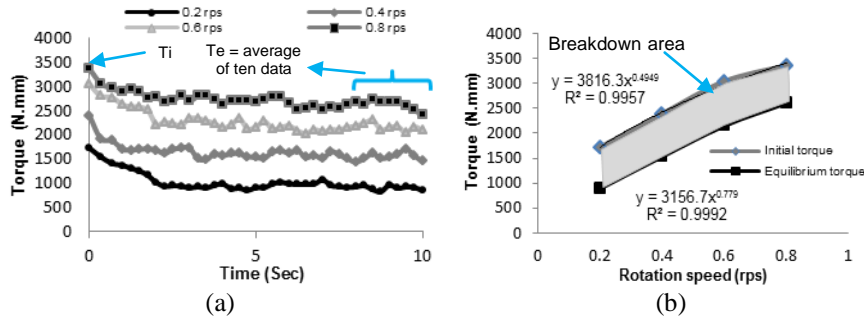 0.2 rps
0.4 rps
0.6 rps
0.8 rps
4000
3500
3000
2500
2000
1500
1000
500
0
Torque (N.mm)
Ti
Te = average
of ten data
0
5
10
Time (Sec)
(a)
4000
3500
3000
2500
2000
1500
1000
500
0
Torque (N.mm)
Breakdown area
y = 3816.3x^0.4949
R² = 0.9957
Initial torque
Equilibrium torque
y = 3156.7x^0.779
R² = 0.9992
0
0.2
0.4
0.6
0.8
1
Rotation speed (rps)
(b)